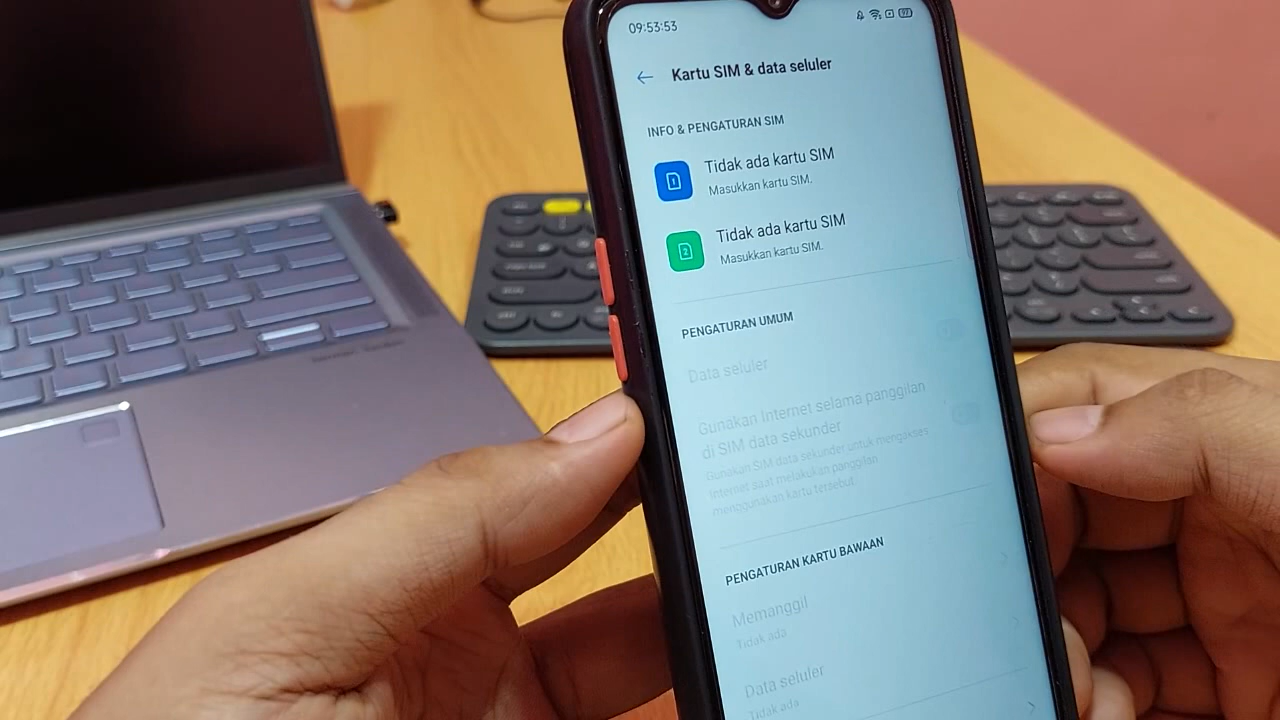 09:53:53
97
Kartu SIM & data seluler
INFO & PENGATURAN SIM
1
Tidak ada kartu SIM
Masukkan kartu SIM.
2
Tidak ada kartu SIM
Masukkan kartu SIM.
PENGATURAN UMUM
Data seluler
Gunakan Internet selama panggilan
di SIM data sekunder
Gunakan SIM data sekunder untuk mengakses
Internet saat melakukan panggilan
menggunakan kartu tersebut.
PENGATURAN KARTU BAWAAN
Memanggil
Tidak ada
Data seluler
Tidak ada